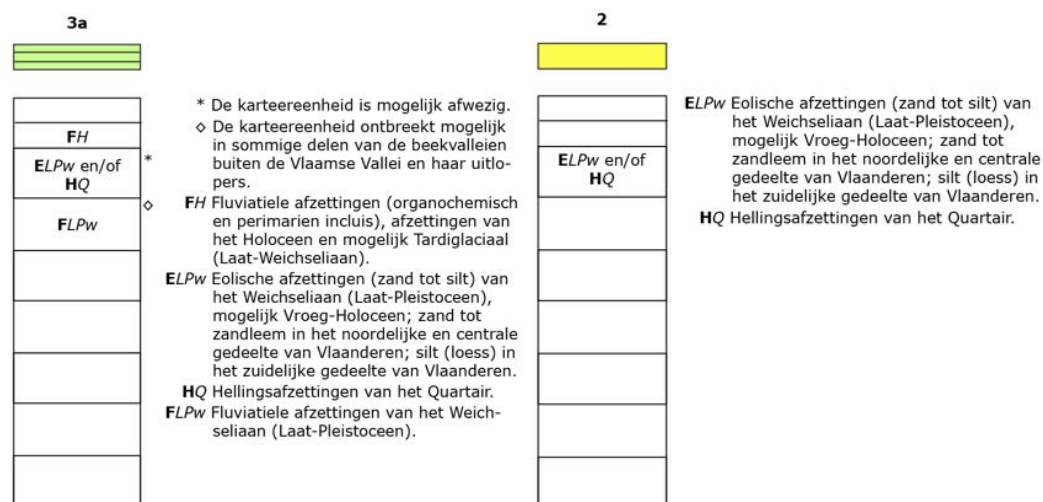 3a
FH
ELPw en/of
HQ
*
◇
FLPw
* De karteereenheid is mogelijk afwezig.
◇ De karteereenheid ontbreekt mogelijk
in sommige delen van de beekvalleien
buiten de Vlaamse Vallei en haar uitlo-
pers.
FH Fluviatiele afzettingen (organochemisch
en perimarien incluis), afzettingen van
het Holoceen en mogelijk Tardiglaciaal
(Laat-Weichseliaan).
ELPw Eolische afzettingen (zand tot silt) van
het Weichseliaan (Laat-Pleistoceen),
mogelijk Vroeg-Holoceen; zand tot
zandleem in het noordelijke en centrale
gedeelte van Vlaanderen; silt (loess) in
het zuidelijke gedeelte van Vlaanderen.
HQ Hellingsafzettingen van het Quartair.
FLPw Fluviatiele afzettingen van het Weich-
seliaan (Laat-Pleistoceen).
2
ELPw en/of
HQ
ELPw Eolische afzettingen (zand tot silt) van
het Weichseliaan (Laat-Pleistoceen),
mogelijk Vroeg-Holoceen; zand tot
zandleem in het noordelijke en centrale
gedeelte van Vlaanderen; silt (loess) in
het zuidelijke gedeelte van Vlaanderen.
HQ Hellingsafzettingen van het Quartair.